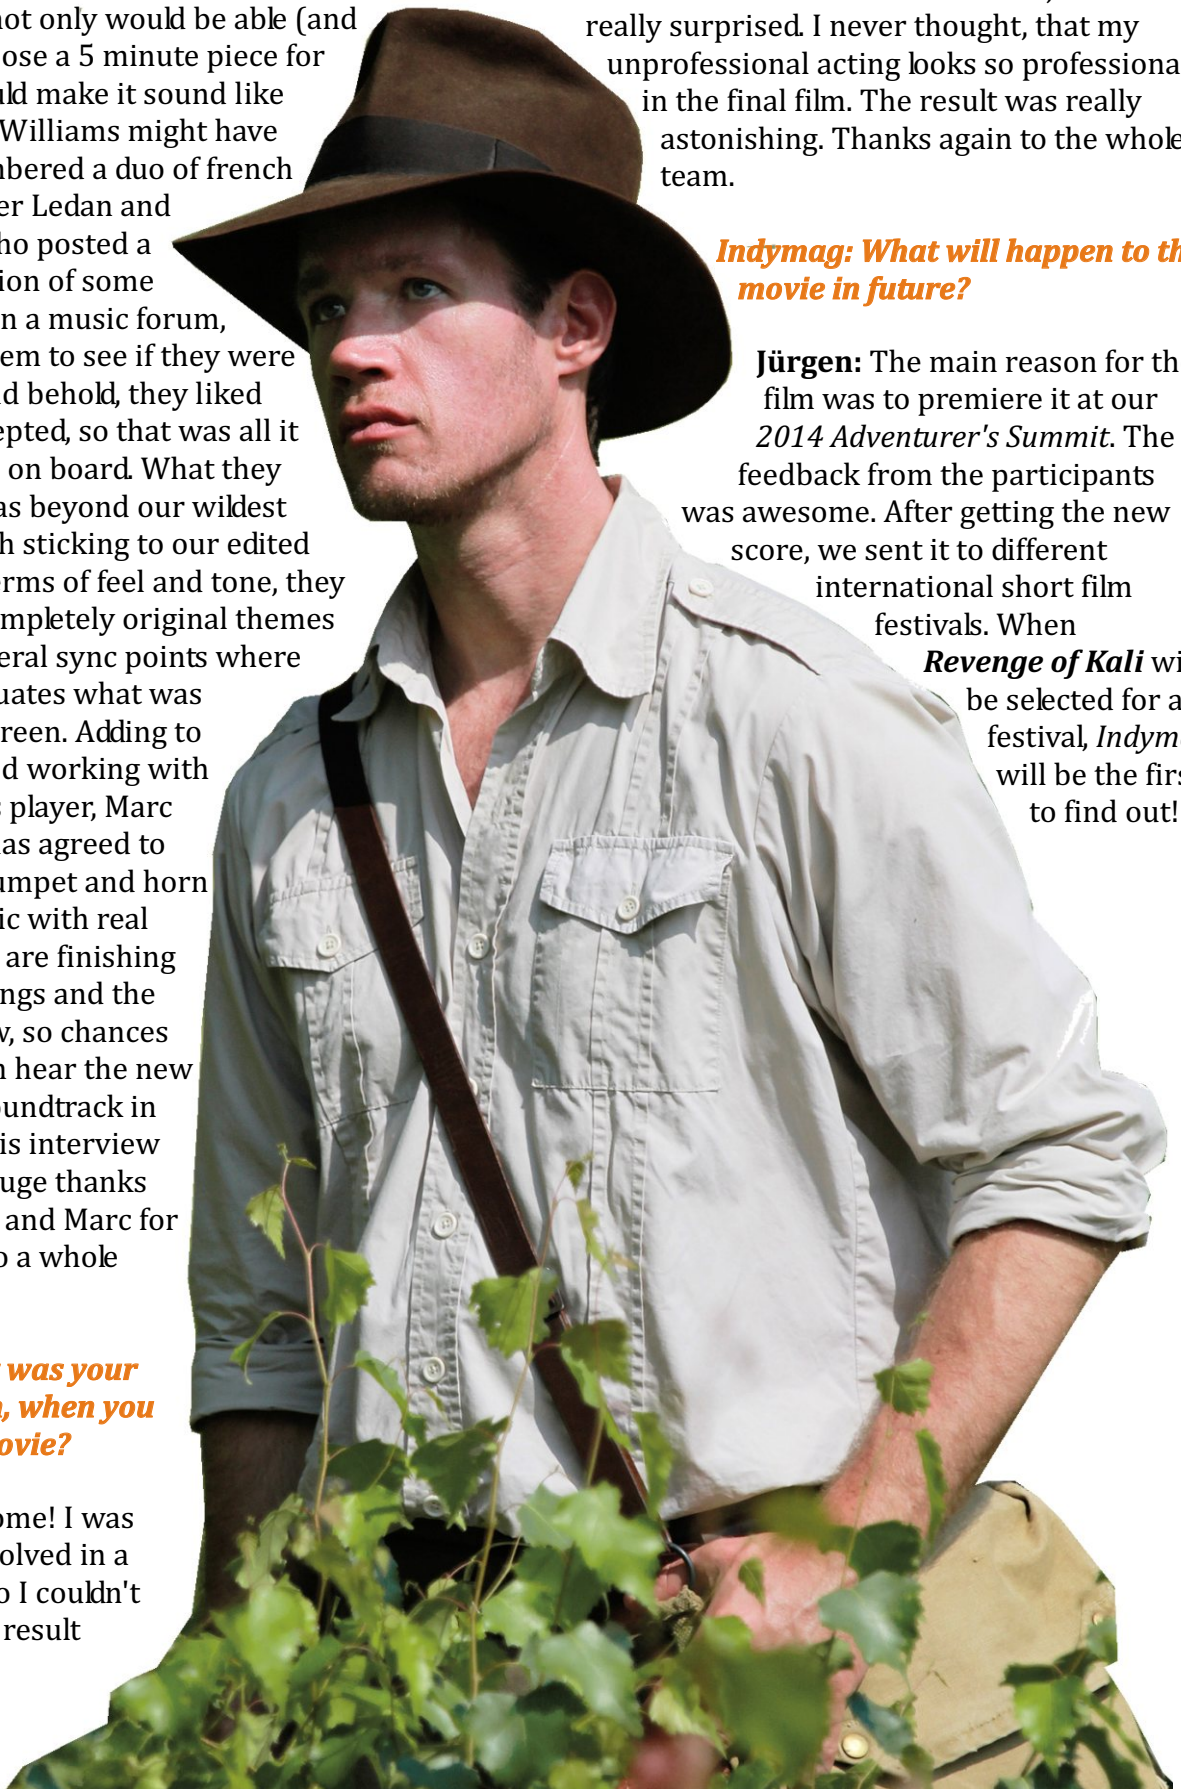 not only would be able (and
ose a 5 minute piece for
uld make it sound like
Williams might have
nbered a duo of french
er Ledan and
ho posted a
ion of some
n a music forum,
em to see if they were
d behold, they liked
epted, so that was all it
on board. What they
as beyond our wildest
h sticking to our edited
erms of feel and tone, they
mpletely original themes
eral sync points where
uates what was
reen. Adding to
d working with
s player, Marc
as agreed to
umpet and horn
ic with real
are finishing
ngs and the
w, so chances
n hear the new
oundtrack in
is interview
uge thanks
and Marc for
o a whole
was your
n, when you
ovie?
ome! I was
olved in a
o I couldn't
result
really surprised. I never thought, that my
unprofessional acting looks so professiona
in the final film. The result was really
astonishing. Thanks again to the whole
team.
Indymag: What will happen to th
movie in future?
Jürgen: The main reason for th
film was to premiere it at our
2014 Adventurer's Summit. The
feedback from the participants
was awesome. After getting the new
score, we sent it to different
international short film
festivals. When
Revenge of Kali wi
be selected for a
festival, Indym
will be the firs
to find out!